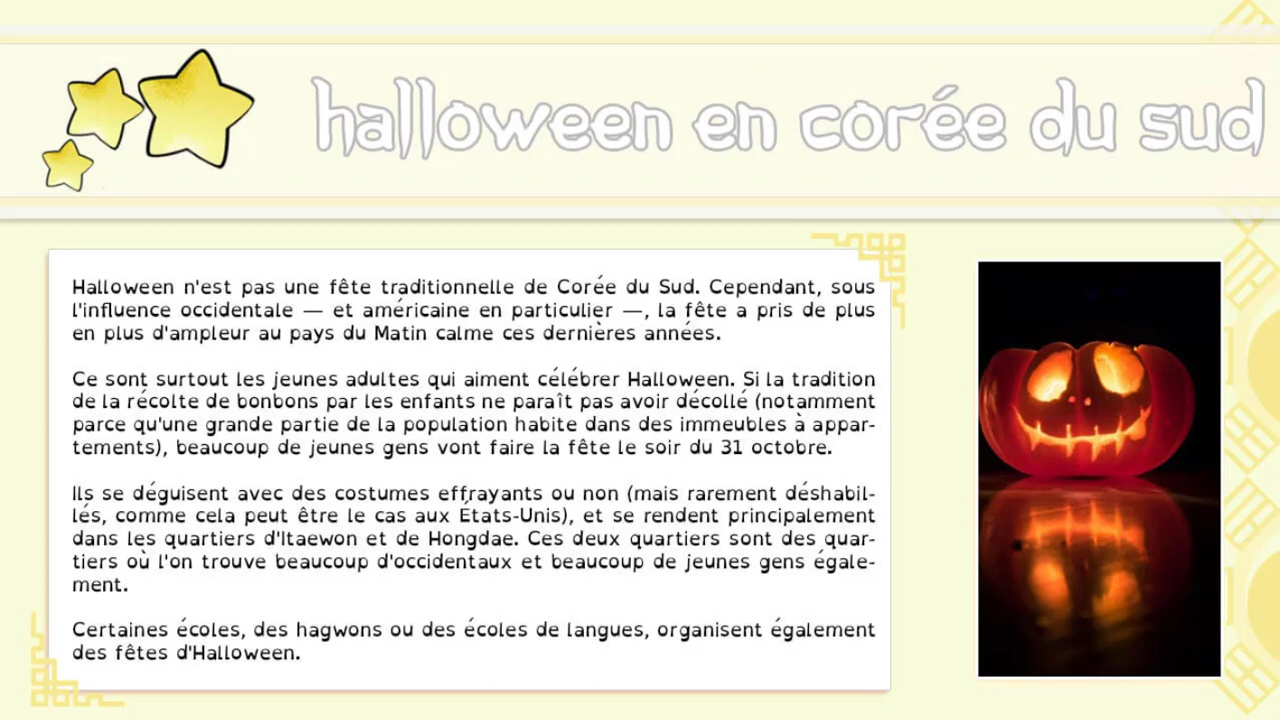 halloween en corée du sud
Halloween n'est pas une fête traditionnelle de Corée du Sud. Cependant, sous
l'influence occidentale — et américaine en particulier —, la fête a pris de plus
en plus d'ampleur au pays du Matin calme ces dernières années.
Ce sont surtout les jeunes adultes qui aiment célébrer Halloween. Si la tradition
de la récolte de bonbons par les enfants ne paraît pas avoir décollé (notamment
parce qu'une grande partie de la population habite dans des immeubles à appar-
tements), beaucoup de jeunes gens vont faire la fête le soir du 31 octobre.
Ils se déguisent avec des costumes effrayants ou non (mais rarement déshabil-
lés, comme cela peut être le cas aux États-Unis), et se rendent principalement
dans les quartiers d'Itaewon et de Hongdae. Ces deux quartiers sont des quar-
tiers où l'on trouve beaucoup d'occidentaux et beaucoup de jeunes gens égale-
ment.
Certaines écoles, des hagwons ou des écoles de langues, organisent également
des fêtes d'Halloween.